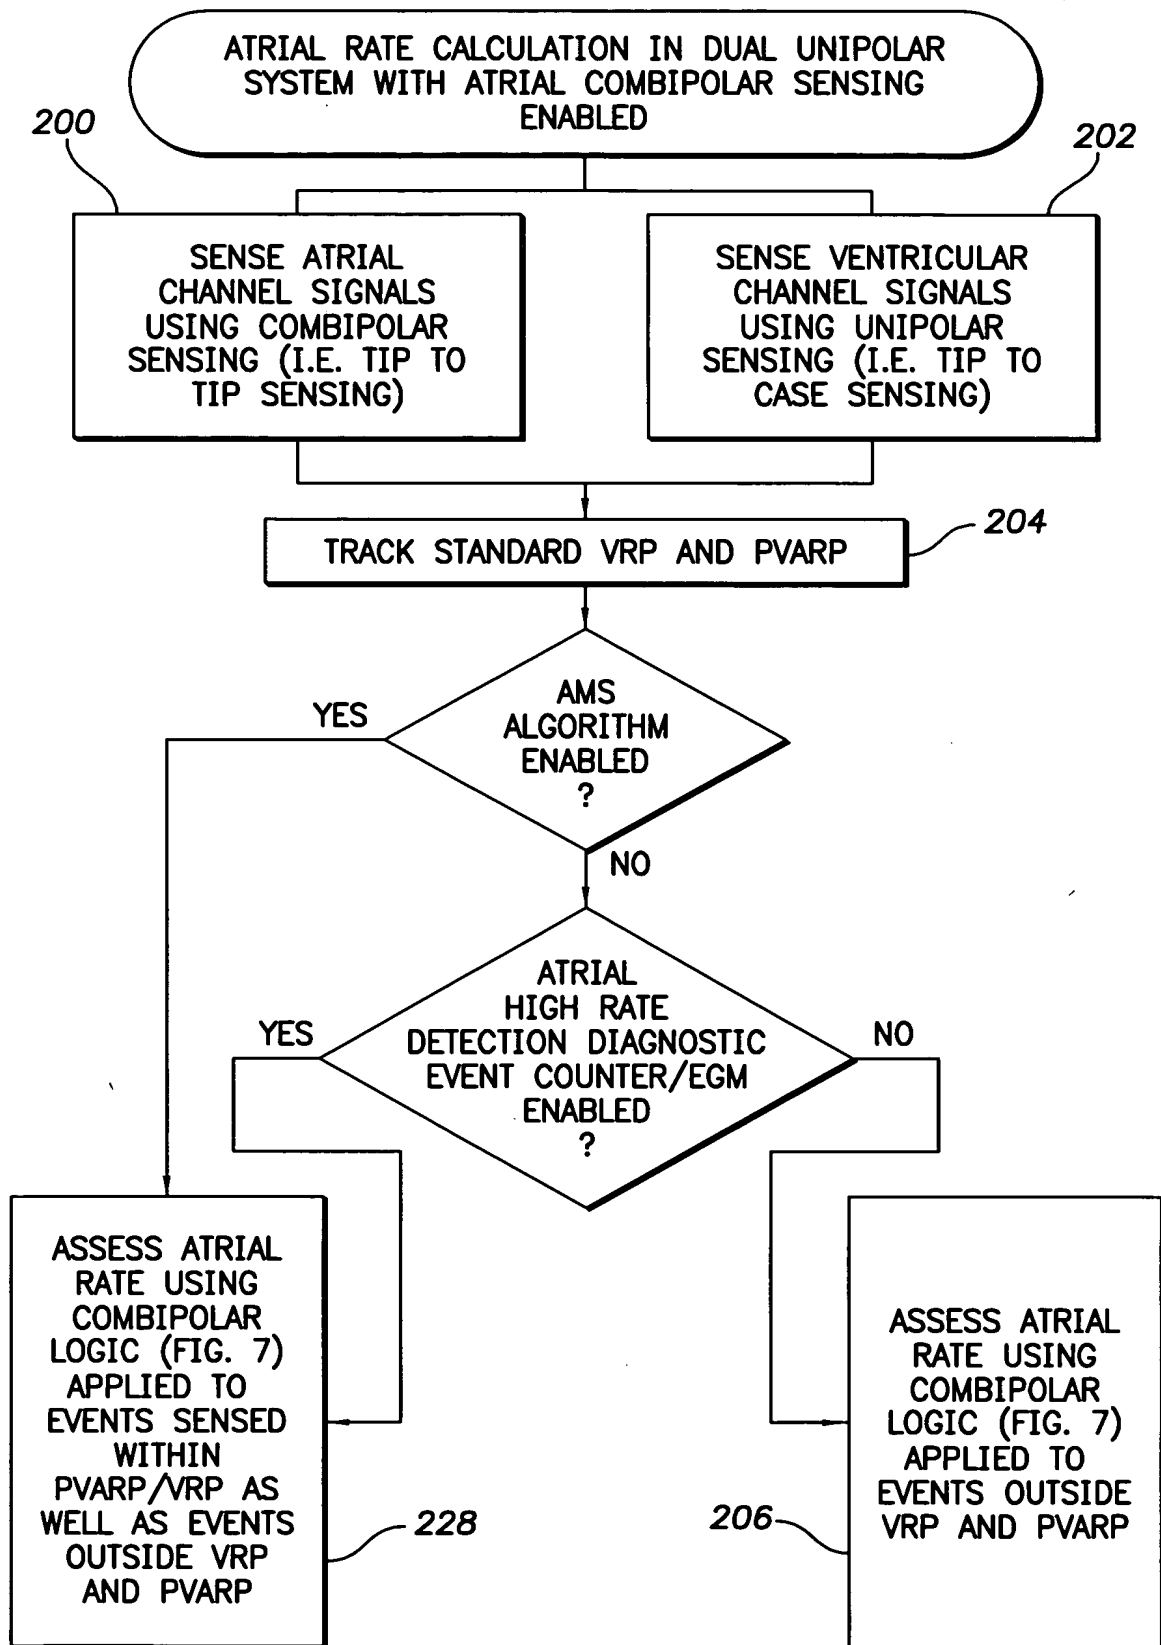 ATRIAL RATE CALCULATION IN DUAL UNIPOLAR
SYSTEM WITH ATRIAL COMBIPOLAR SENSING
ENABLED
200
202
SENSE ATRIAL
CHANNEL SIGNALS
USING COMBIPOLAR
SENSING (I.E. TIP TO
TIP SENSING)
SENSE VENTRICULAR
CHANNEL SIGNALS
USING UNIPOLAR
SENSING (I.E. TIP TO
CASE SENSING)
TRACK STANDARD VRP AND PVARP
204
AMS
ALGORITHM
ENABLED
?
YES
NO
ATRIAL
HIGH RATE
DETECTION DIAGNOSTIC
EVENT COUNTER/EGM
ENABLED
?
YES
NO
ASSESS ATRIAL
RATE USING
COMBIPOLAR
LOGIC (FIG. 7)
APPLIED TO
EVENTS SENSED
WITHIN
PVARP/VRP AS
WELL AS EVENTS
OUTSIDE VRP
AND PVARP
228
206
ASSESS ATRIAL
RATE USING
COMBIPOLAR
LOGIC (FIG. 7)
APPLIED TO
EVENTS OUTSIDE
VRP AND PVARP